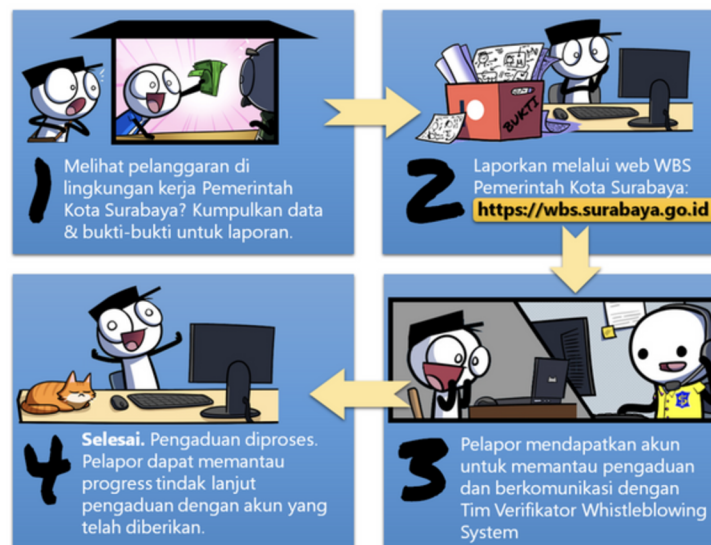 1
Melihat pelanggaran di
lingkungan kerja Pemerintah
Kota Surabaya? Kumpulkan data
& bukti-bukti untuk laporan.
BUKTI
2
Laporkan melalui web WBS
Pemerintah Kota Surabaya:
https://wbs.surabaya.go.id
3
Pelapor mendapatkan akun
untuk memantau pengaduan
dan berkomunikasi dengan
Tim Verifikator Whistleblowing
System
4
Selesai. Pengaduan diproses.
Pelapor dapat memantau
progress tindak lanjut
pengaduan dengan akun yang
telah diberikan.